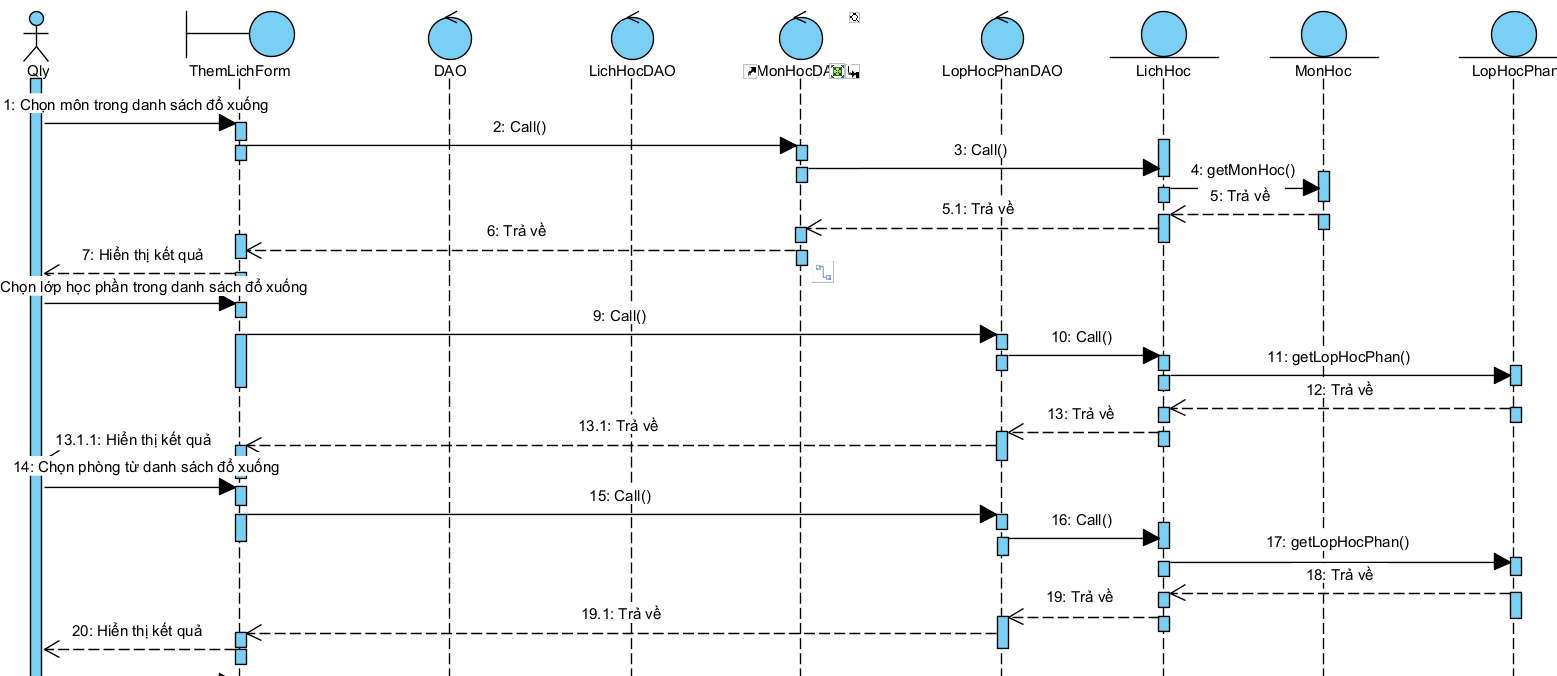 Qly
ThemLichForm
DAO
LichHocDAO
MonHocDA
LopHocPhanDAO
LichHoc
MonHoc
LopHocPhan
1: Chọn môn trong danh sách đổ xuống
2: Call()
3: Call()
4: getMonHoc()
5: Trả về
5.1: Trả về
6: Trả về
7: Hiển thị kết quả
Chọn lớp học phần trong danh sách đổ xuống
9: Call()
10: Call()
11: getLopHocPhan()
12: Trả về
13: Trả về
13.1: Trả về
13.1.1: Hiển thị kết quả
14: Chọn phòng từ danh sách đổ xuống
15: Call()
16: Call()
17: getLopHocPhan()
18: Trả về
19: Trả về
19.1: Trả về
20: Hiển thị kết quả